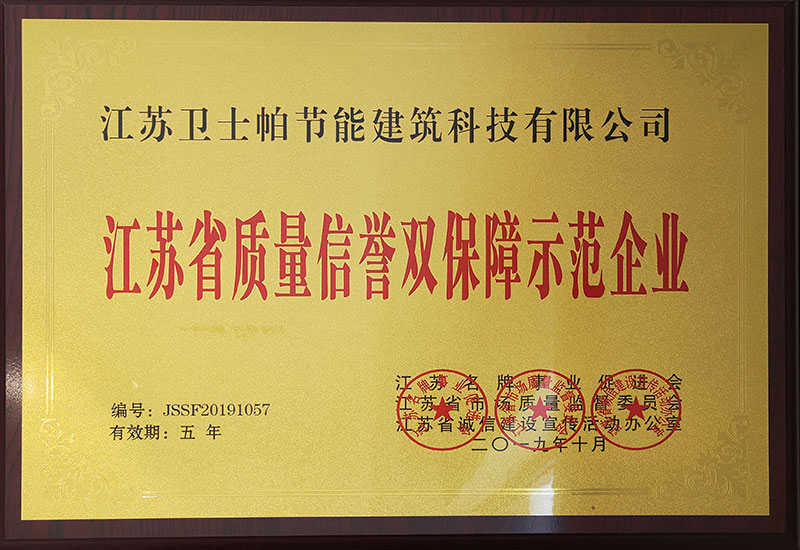 江苏卫士帕节能建筑科技有限公司
江苏省质量信誉双保障示范企业
编号：JSSF20191057
有效期：五 年
江苏名牌事业促进会
江苏省市场质量监督委员会
江苏省诚信建设宣传活动办公室
二〇一九年十月